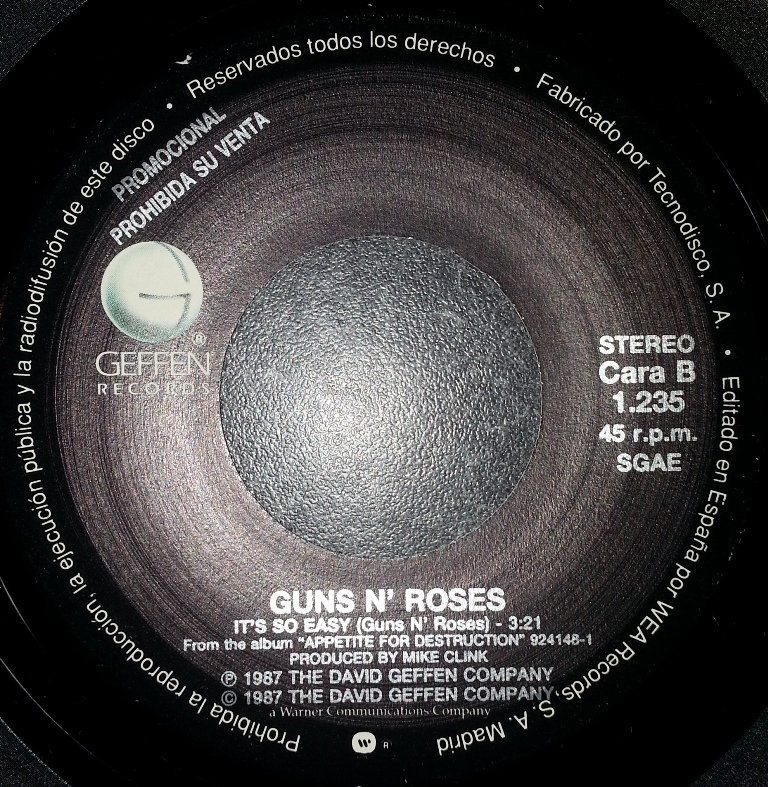 Reservados todos los derechos • Fabricado por Tecnodisco, S. A. • Editado en España por WEA Records, S. A. Madrid
Prohibida la reproducción, la ejecución pública y la radiodifusión de este disco •
PROMOCIONAL
PROHIBIDA SU VENTA
G
®
GEFFEN
RECORDS
STEREO
Cara B
1.235
45 r.p.m.
SGAE
GUNS N' ROSES
IT'S SO EASY (Guns N' Roses) - 3:21
From the album "APPETITE FOR DESTRUCTION" 924148-1
PRODUCED BY MIKE CLINK
℗ 1987 THE DAVID GEFFEN COMPANY
© 1987 THE DAVID GEFFEN COMPANY
a Warner Communications Company
W ®